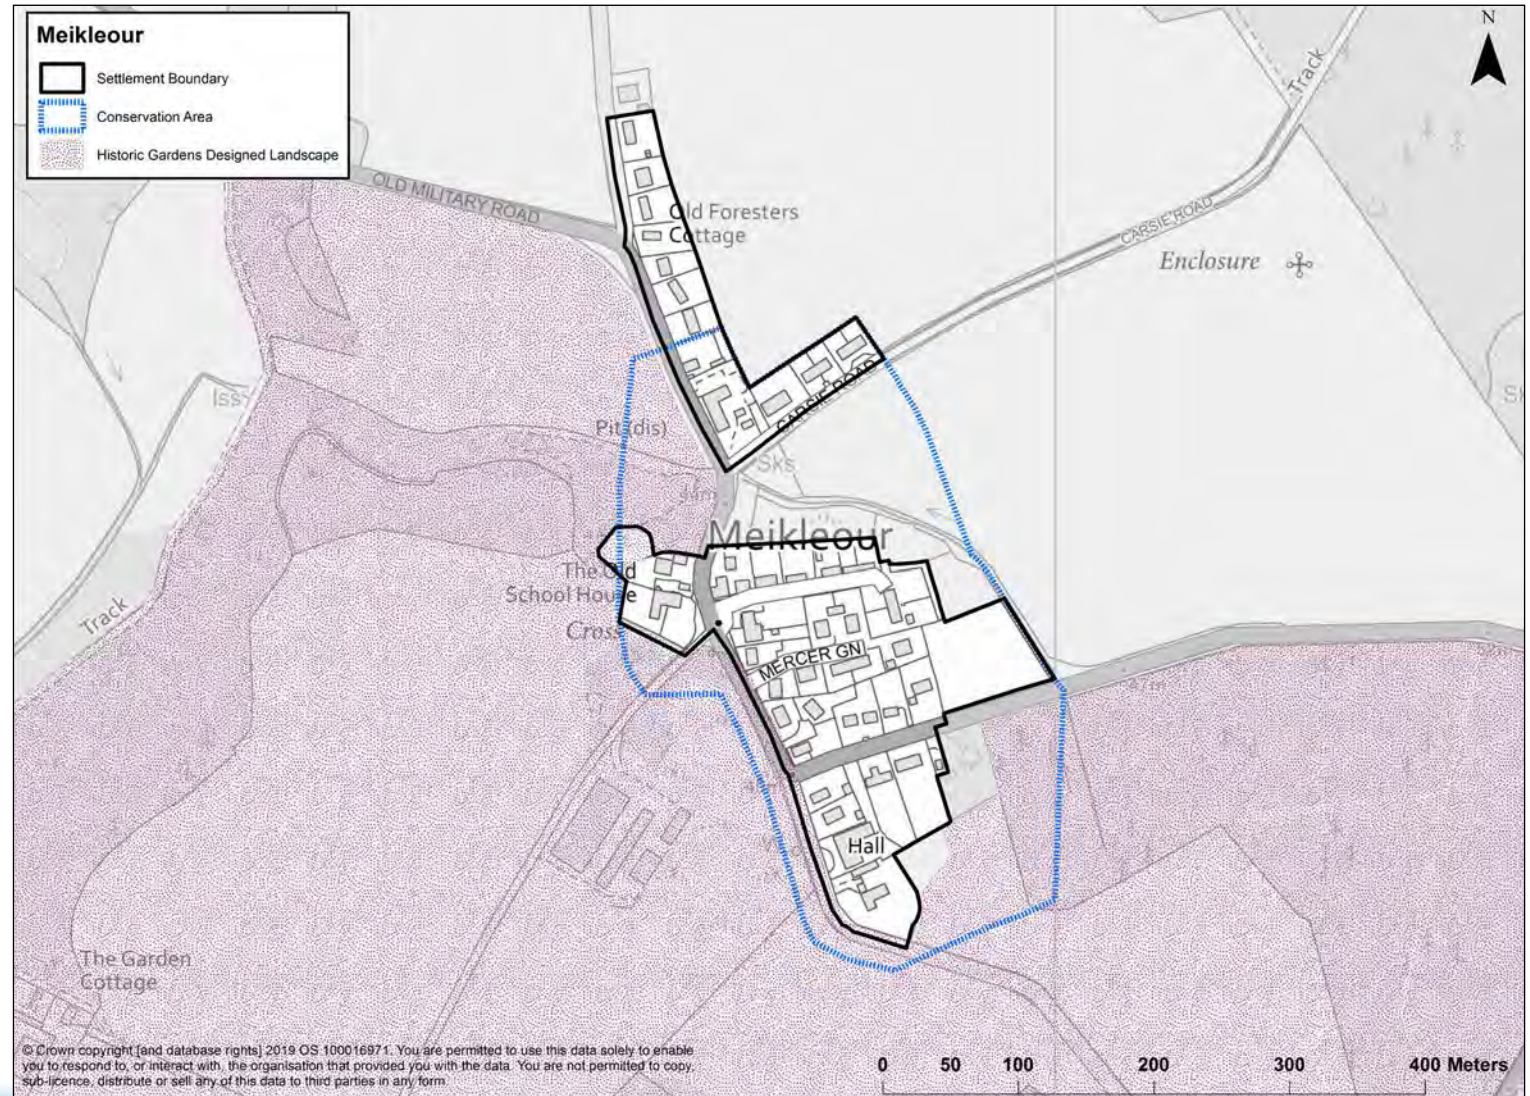 Meikleour
Settlement Boundary
Conservation Area
Historic Gardens Designed Landscape
N
Track
OLD MILITARY ROAD
Old Foresters
Cottage
CARSIE ROAD
Enclosure
Iss
CARSIE ROAD
Pit (dis)
Sks
44m
Meikleour
The Old
School House
Cross
Track
MERCER GN
Hall
The Garden
Cottage
© Crown copyright [and database rights] 2019 OS 100016971. You are permitted to use this data solely to enable
you to respond to, or interact with, the organisation that provided you with the data. You are not permitted to copy,
sub-licence, distribute or sell any of this data to third parties in any form.
0 50 100 200 300 400 Meters